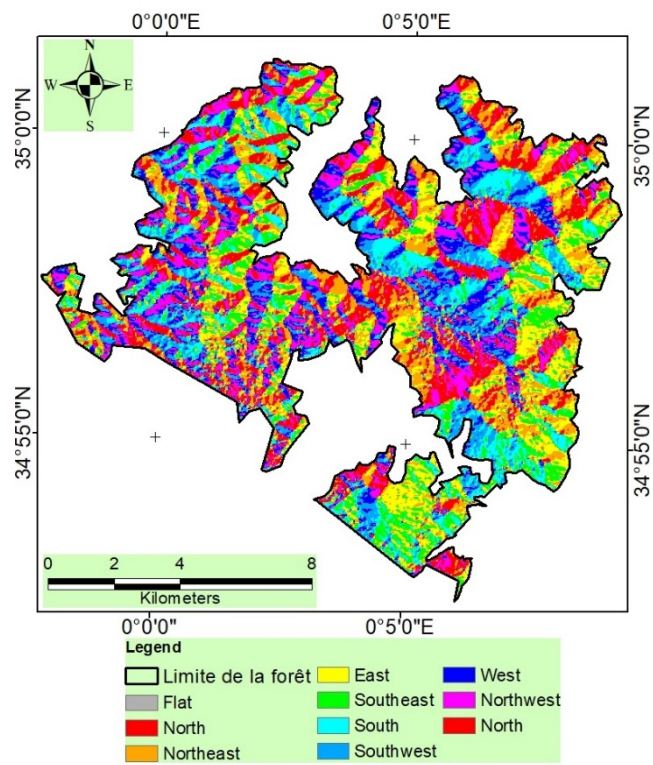 0°0'0"E 0°5'0"E
N
W E
S
35°0'0"N 35°0'0"N
34°55'0"N 34°55'0"N
0 2 4 8
Kilometers
0°0'0" 0°5'0"E
Legend
Limite de la forêt East West
Flat Southeast Northwest
North South North
Northeast Southwest